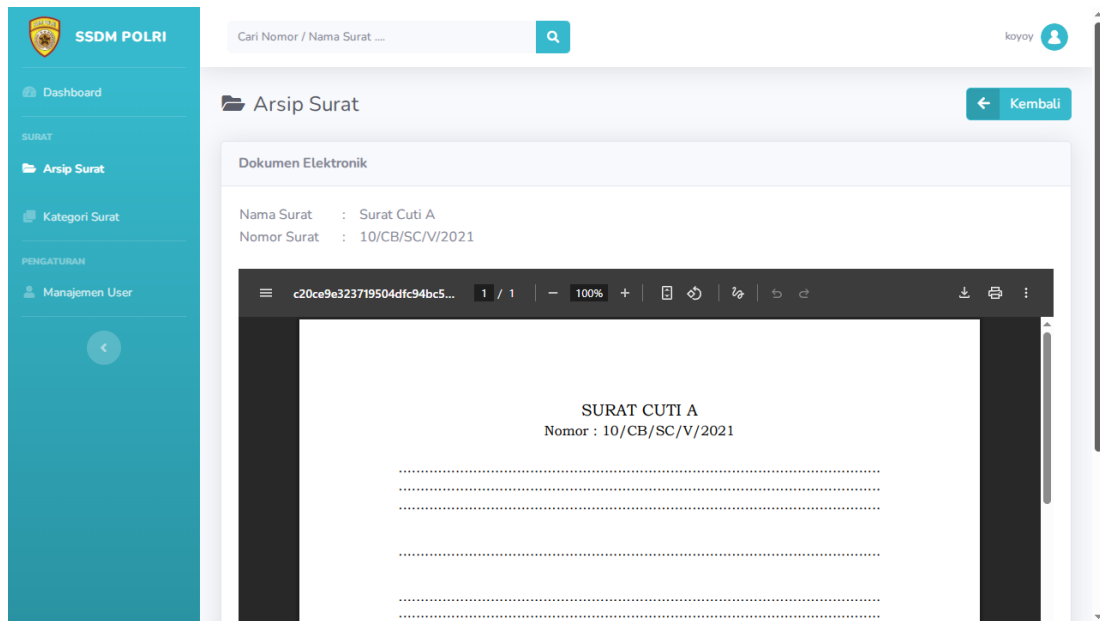 SSDM POLRI
Cari Nomor / Nama Surat ....
koyoy
Dashboard
Arsip Surat
Kembali
SURAT
Arsip Surat
Dokumen Elektronik
Kategori Surat
Nama Surat : Surat Cuti A
Nomor Surat : 10/CB/SC/V/2021
PENGATURAN
Manajemen User
c20ce9e323719504dfc94bc5... 1 / 1 100%
SURAT CUTI A
Nomor : 10/CB/SC/V/2021
................................................................................................................
................................................................................................................
................................................................................................................
................................................................................................................
................................................................................................................
................................................................................................................